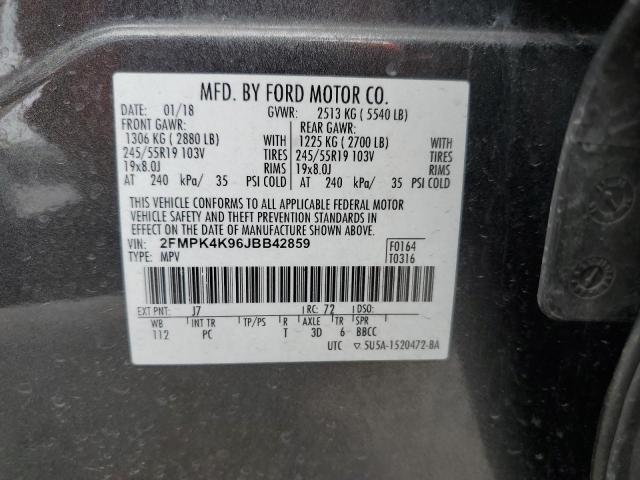 MFD. BY FORD MOTOR CO.
DATE: 01/18 GVWR: 2513 KG ( 5540 LB)
FRONT GAWR: REAR GAWR:
1306 KG ( 2880 LB) WITH 1225 KG ( 2700 LB) WITH
245/55R19 103V TIRES 245/55R19 103V TIRES
19x8.0J RIMS 19x8.0J RIMS
AT 240 kPa/ 35 PSI COLD AT 240 kPa/ 35 PSI COLD
THIS VEHICLE CONFORMS TO ALL APPLICABLE FEDERAL MOTOR
VEHICLE SAFETY AND THEFT PREVENTION STANDARDS IN
EFFECT ON THE DATE OF MANUFACTURE SHOWN ABOVE.
VIN: 2FMPK4K96JBB42859 F0164
TYPE: MPV T0316
EXT PNT: J7 RC: 72 DSO:
WB INT TR TP/PS R AXLE TR SPR
112 PC T 3D 6 BBCC
UTC ▽ 5U5A-1520472-BA